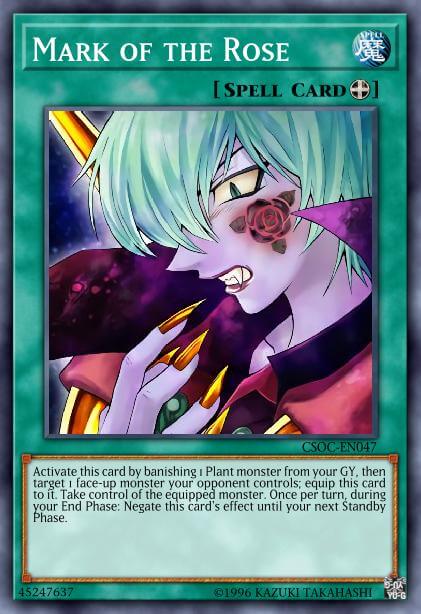 Mark of the Rose
SPELL
魔
[Spell Card]
CSOC-EN047
Activate this card by banishing 1 Plant monster from your GY, then
target 1 face-up monster your opponent controls; equip this card
to it. Take control of the equipped monster. Once per turn, during
your End Phase: Negate this card's effect until your next Standby
Phase.
45247637
©1996 KAZUKI TAKAHASHI